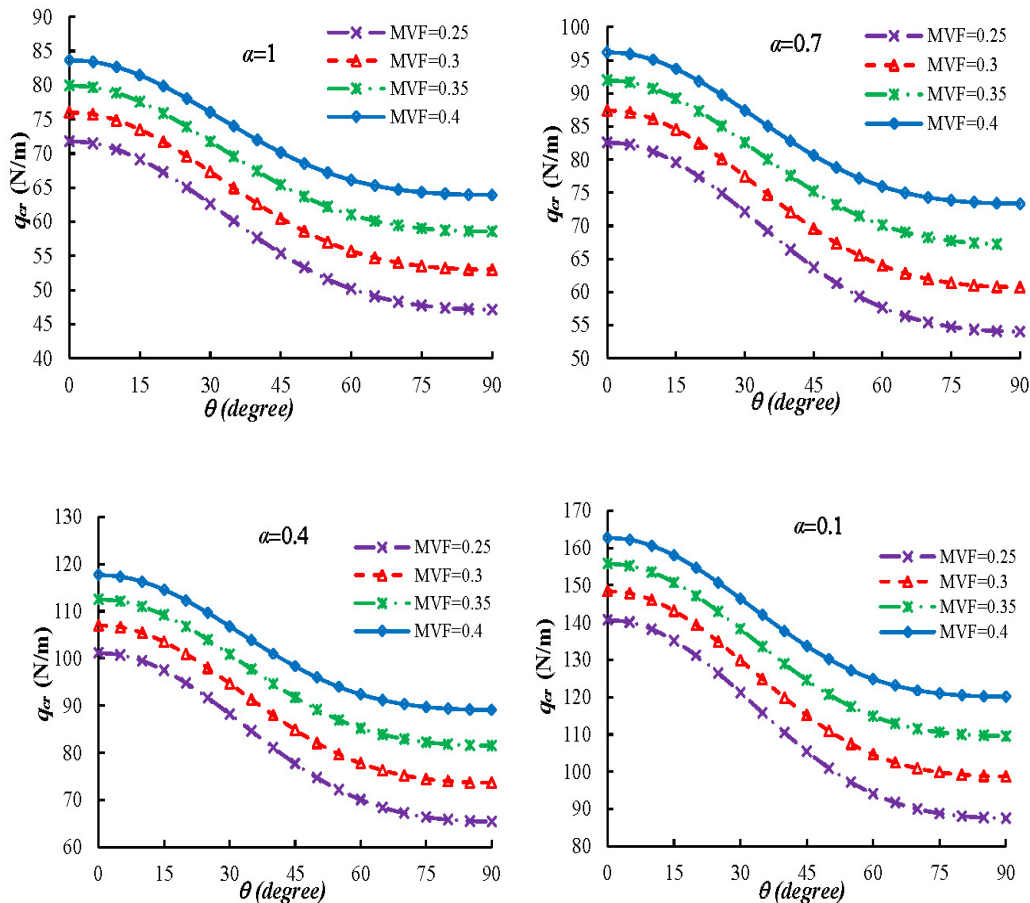 α=1
MVF=0.25
MVF=0.3
MVF=0.35
MVF=0.4
90
85
80
75
70
65
60
55
50
45
40
qcr (N/m)
0 15 30 45 60 75 90
θ (degree)
α=0.7
MVF=0.25
MVF=0.3
MVF=0.35
MVF=0.4
100
95
90
85
80
75
70
65
60
55
50
qcr (N/m)
0 15 30 45 60 75 90
θ (degree)
α=0.4
MVF=0.25
MVF=0.3
MVF=0.35
MVF=0.4
130
120
110
100
90
80
70
60
qcr (N/m)
0 15 30 45 60 75 90
θ (degree)
α=0.1
MVF=0.25
MVF=0.3
MVF=0.35
MVF=0.4
170
160
150
140
130
120
110
100
90
80
qcr (N/m)
0 15 30 45 60 75 90
θ (degree)